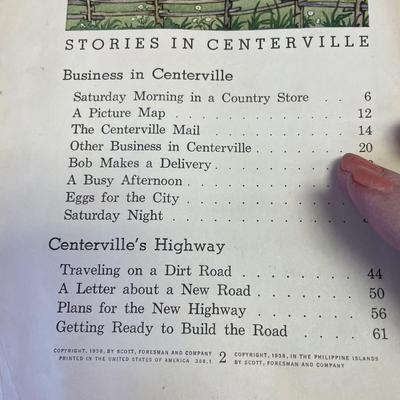 STORIES IN CENTERVILLE
Business in Centerville
Saturday Morning in a Country Store . . 6
A Picture Map . . . . . . . . . . 12
The Centerville Mail . . . . . . . . 14
Other Business in Centerville . . . . . 20
Bob Makes a Delivery . . . . . . .
A Busy Afternoon . . . . . . . .
Eggs for the City . . . . . . . .
Saturday Night . . . . . . . . .
Centerville's Highway
Traveling on a Dirt Road . . . . . . . 44
A Letter about a New Road . . . . . . 50
Plans for the New Highway . . . . . . 56
Getting Ready to Build the Road . . . . 61
COPYRIGHT, 1938, BY SCOTT, FORESMAN AND COMPANY 2 COPYRIGHT, 1938, IN THE PHILIPPINE ISLANDS
PRINTED IN THE UNITED STATES OF AMERICA 388.1 BY SCOTT, FORESMAN AND COMPANY